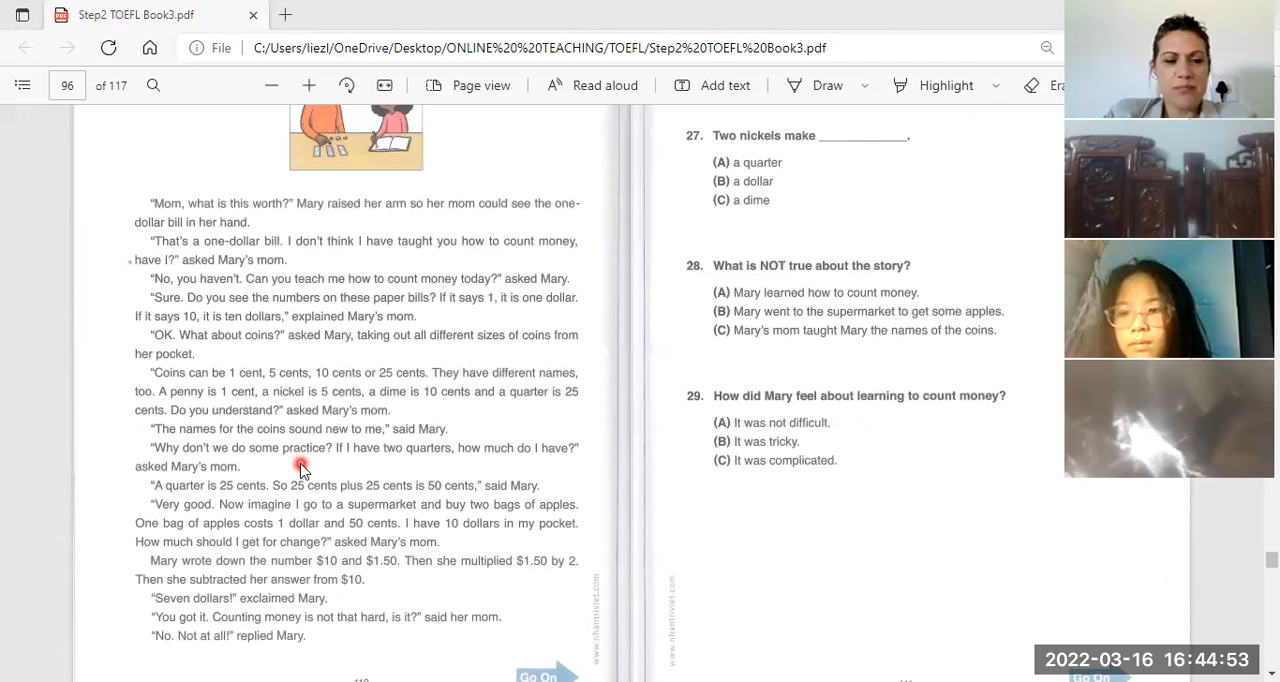 Step2 TOEFL Book3.pdf
File
C:/Users/liezl/OneDrive/Desktop/ONLINE%20%20TEACHING/TOEFL/Step2%20TOEFL%20Book3.pdf
96 of 117
Page view
Read aloud
Add text
Draw
Highlight
Era
“Mom, what is this worth?” Mary raised her arm so her mom could see the one-
dollar bill in her hand.
“That’s a one-dollar bill. I don’t think I have taught you how to count money,
have I?” asked Mary’s mom.
“No, you haven’t. Can you teach me how to count money today?” asked Mary.
“Sure. Do you see the numbers on these paper bills? If it says 1, it is one dollar.
If it says 10, it is ten dollars,” explained Mary’s mom.
“OK. What about coins?” asked Mary, taking out all different sizes of coins from
her pocket.
“Coins can be 1 cent, 5 cents, 10 cents or 25 cents. They have different names,
too. A penny is 1 cent, a nickel is 5 cents, a dime is 10 cents and a quarter is 25
cents. Do you understand?” asked Mary’s mom.
“The names for the coins sound new to me,” said Mary.
“Why don’t we do some practice? If I have two quarters, how much do I have?”
asked Mary’s mom.
“A quarter is 25 cents. So 25 cents plus 25 cents is 50 cents,” said Mary.
“Very good. Now imagine I go to a supermarket and buy two bags of apples.
One bag of apples costs 1 dollar and 50 cents. I have 10 dollars in my pocket.
How much should I get for change?” asked Mary’s mom.
Mary wrote down the number $10 and $1.50. Then she multiplied $1.50 by 2.
Then she subtracted her answer from $10.
“Seven dollars!” exclaimed Mary.
“You got it. Counting money is not that hard, is it?” said her mom.
“No. Not at all!” replied Mary.
www.nhantriviet.com
Go On
27. Two nickels make ____________.
(A) a quarter
(B) a dollar
(C) a dime
28. What is NOT true about the story?
(A) Mary learned how to count money.
(B) Mary went to the supermarket to get some apples.
(C) Mary’s mom taught Mary the names of the coins.
29. How did Mary feel about learning to count money?
(A) It was not difficult.
(B) It was tricky.
(C) It was complicated.
www.nhantriviet.com
Go On
2022-03-16 16:44:53